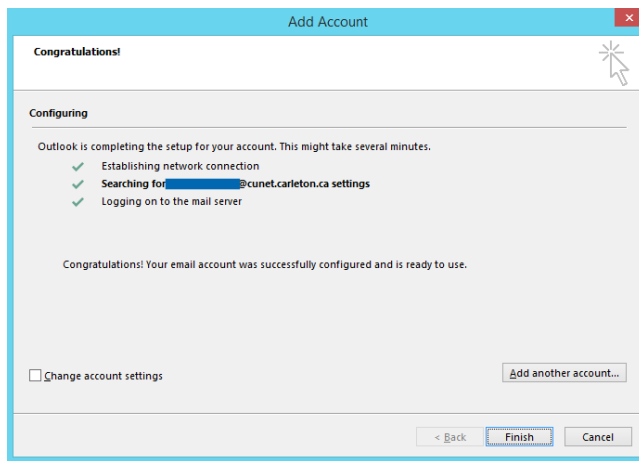 Add Account
Congratulations!
Configuring
Outlook is completing the setup for your account. This might take several minutes.
Establishing network connection
Searching for @cunet.carleton.ca settings
Logging on to the mail server
Congratulations! Your email account was successfully configured and is ready to use.
Change account settings
Add another account...
< Back Finish Cancel